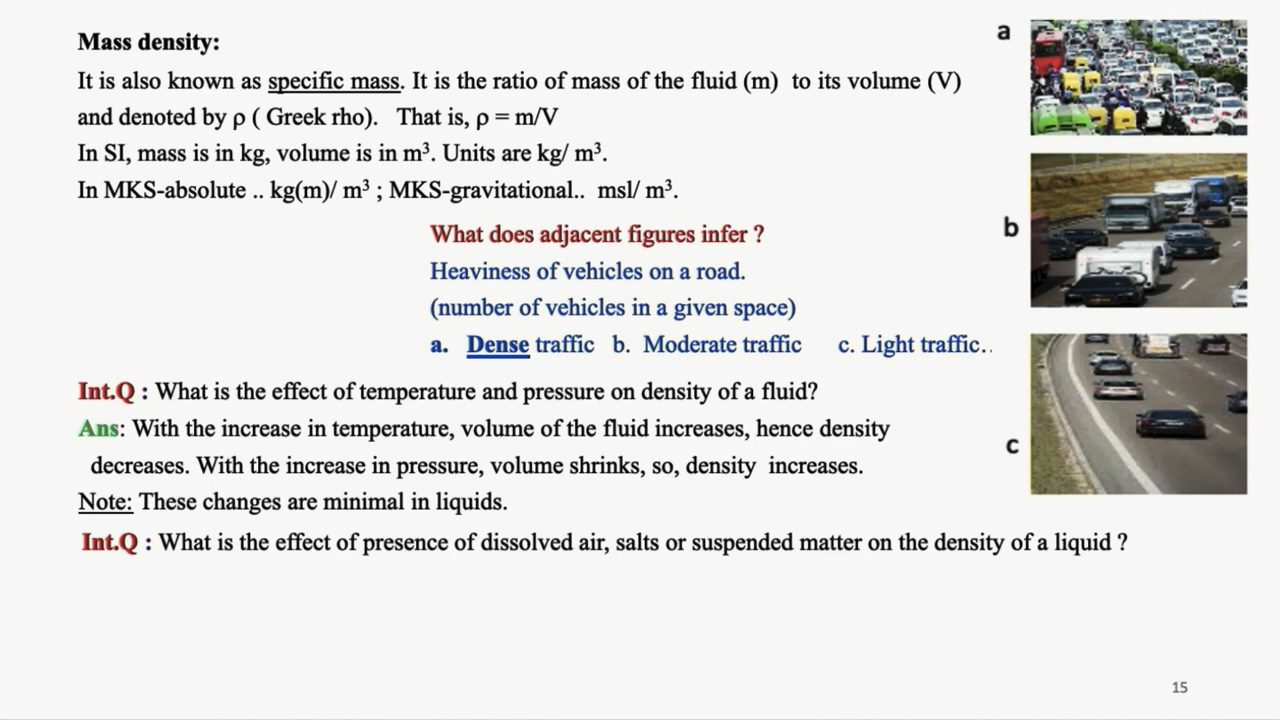 Mass density:
It is also known as specific mass. It is the ratio of mass of the fluid (m) to its volume (V)
and denoted by ρ ( Greek rho). That is, ρ = m/V
In SI, mass is in kg, volume is in m³. Units are kg/ m³.
In MKS-absolute .. kg(m)/ m³ ; MKS-gravitational.. msl/ m³.
What does adjacent figures infer ?
Heaviness of vehicles on a road.
(number of vehicles in a given space)
a. Dense traffic b. Moderate traffic c. Light traffic..
a
b
c
Int.Q : What is the effect of temperature and pressure on density of a fluid?
Ans: With the increase in temperature, volume of the fluid increases, hence density
decreases. With the increase in pressure, volume shrinks, so, density increases.
Note: These changes are minimal in liquids.
Int.Q : What is the effect of presence of dissolved air, salts or suspended matter on the density of a liquid ?
15